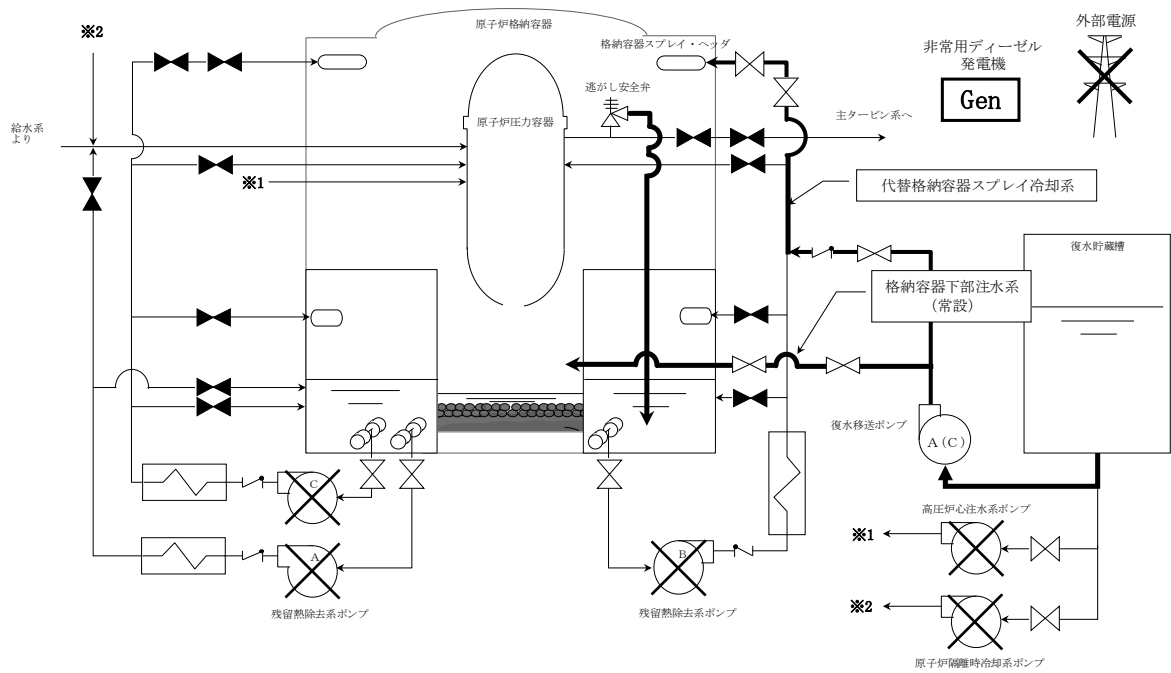 ※2
原子炉格納容器
格納容器スプレイ・ヘッダ
外部電源
非常用ディーゼル
発電機
Gen
逃がし安全弁
給水系
より
原子炉圧力容器
主タービン系へ
※1
代替格納容器スプレイ冷却系
復水貯蔵槽
格納容器下部注水系
(常設)
復水移送ポンプ
A(C)
C
高圧炉心注水系ポンプ
※1
A
B
残留熱除去系ポンプ
残留熱除去系ポンプ
※2
原子炉隔離時冷却系ポンプ